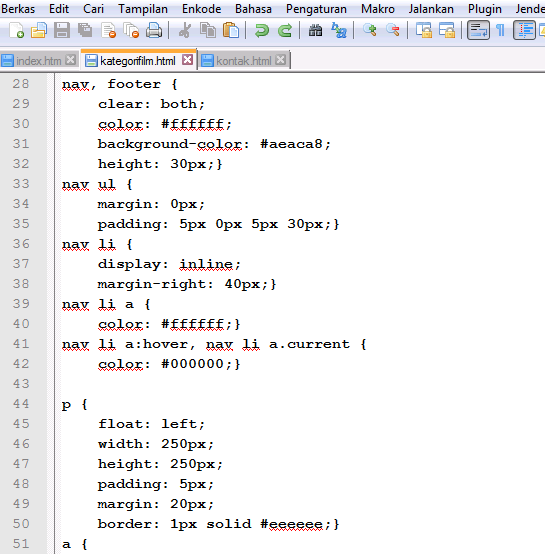 Berkas Edit Cari Tampilan Enkode Bahasa Pengaturan Makro Jalankan Plugin Jende
index.htm kategorifilm.html kontak.html
28 nav, footer {
29 clear: both;
30 color: #ffffff;
31 background-color: #aeaca8;
32 height: 30px;}
33 nav ul {
34 margin: 0px;
35 padding: 5px 0px 5px 30px;}
36 nav li {
37 display: inline;
38 margin-right: 40px;}
39 nav li a {
40 color: #ffffff;}
41 nav li a:hover, nav li a.current {
42 color: #000000;}
43
44 p {
45 float: left;
46 width: 250px;
47 height: 250px;
48 padding: 5px;
49 margin: 20px;
50 border: 1px solid #eeeeee;}
51 a {